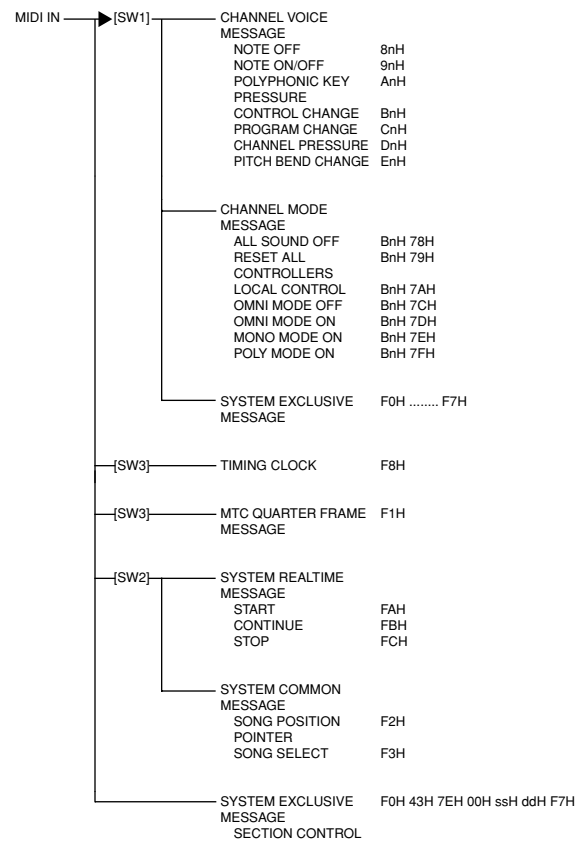 MIDI IN [SW1] CHANNEL VOICE
MESSAGE
NOTE OFF 8nH
NOTE ON/OFF 9nH
POLYPHONIC KEY AnH
PRESSURE
CONTROL CHANGE BnH
PROGRAM CHANGE CnH
CHANNEL PRESSURE DnH
PITCH BEND CHANGE EnH
CHANNEL MODE
MESSAGE
ALL SOUND OFF BnH 78H
RESET ALL BnH 79H
CONTROLLERS
LOCAL CONTROL BnH 7AH
OMNI MODE OFF BnH 7CH
OMNI MODE ON BnH 7DH
MONO MODE ON BnH 7EH
POLY MODE ON BnH 7FH
SYSTEM EXCLUSIVE F0H ........ F7H
MESSAGE
[SW3] TIMING CLOCK F8H
[SW3] MTC QUARTER FRAME F1H
MESSAGE
[SW2] SYSTEM REALTIME
MESSAGE
START FAH
CONTINUE FBH
STOP FCH
SYSTEM COMMON
MESSAGE
SONG POSITION F2H
POINTER
SONG SELECT F3H
SYSTEM EXCLUSIVE F0H 43H 7EH 00H ssH ddH F7H
MESSAGE
SECTION CONTROL